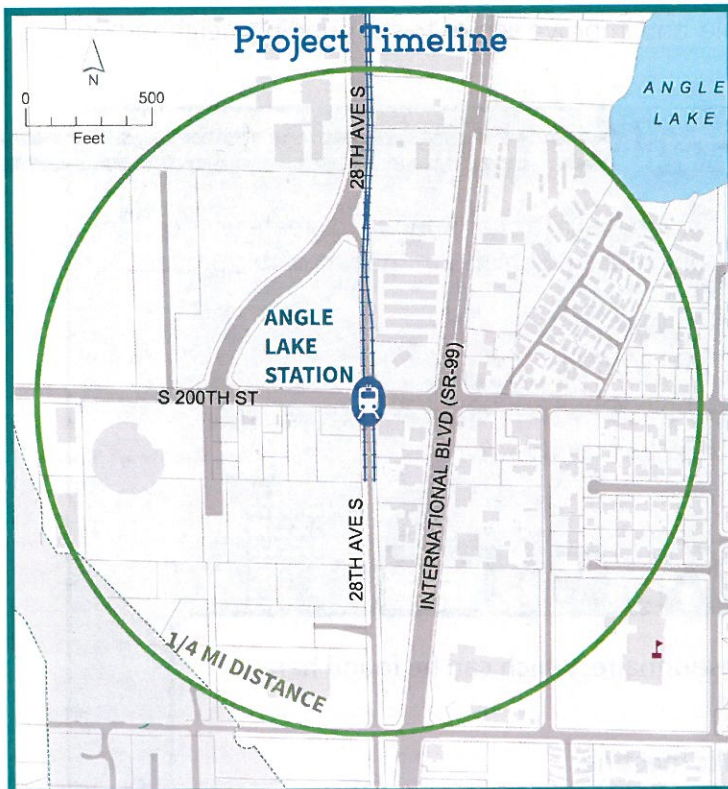 Project Timeline
N
0 500
Feet
28TH AVE S
ANGLE
LAKE
ANGLE
LAKE
STATION
S 200TH ST
INTERNATIONAL BLVD (SR-99)
28TH AVE S
1/4 MI DISTANCE